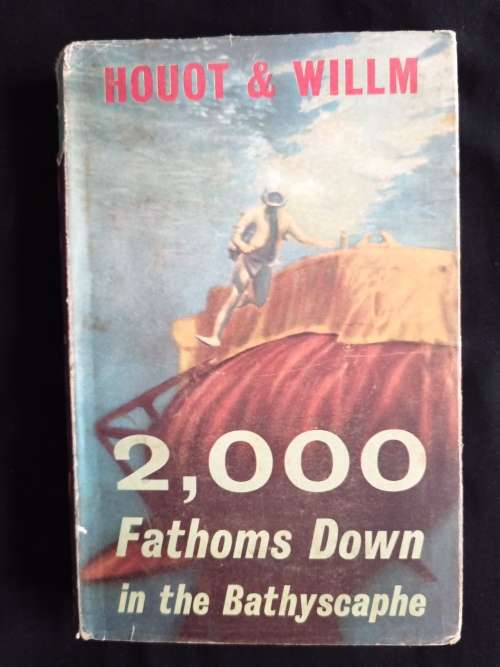 HOUOT & WILLM
2,000
Fathoms Down
in the Bathyscaphe